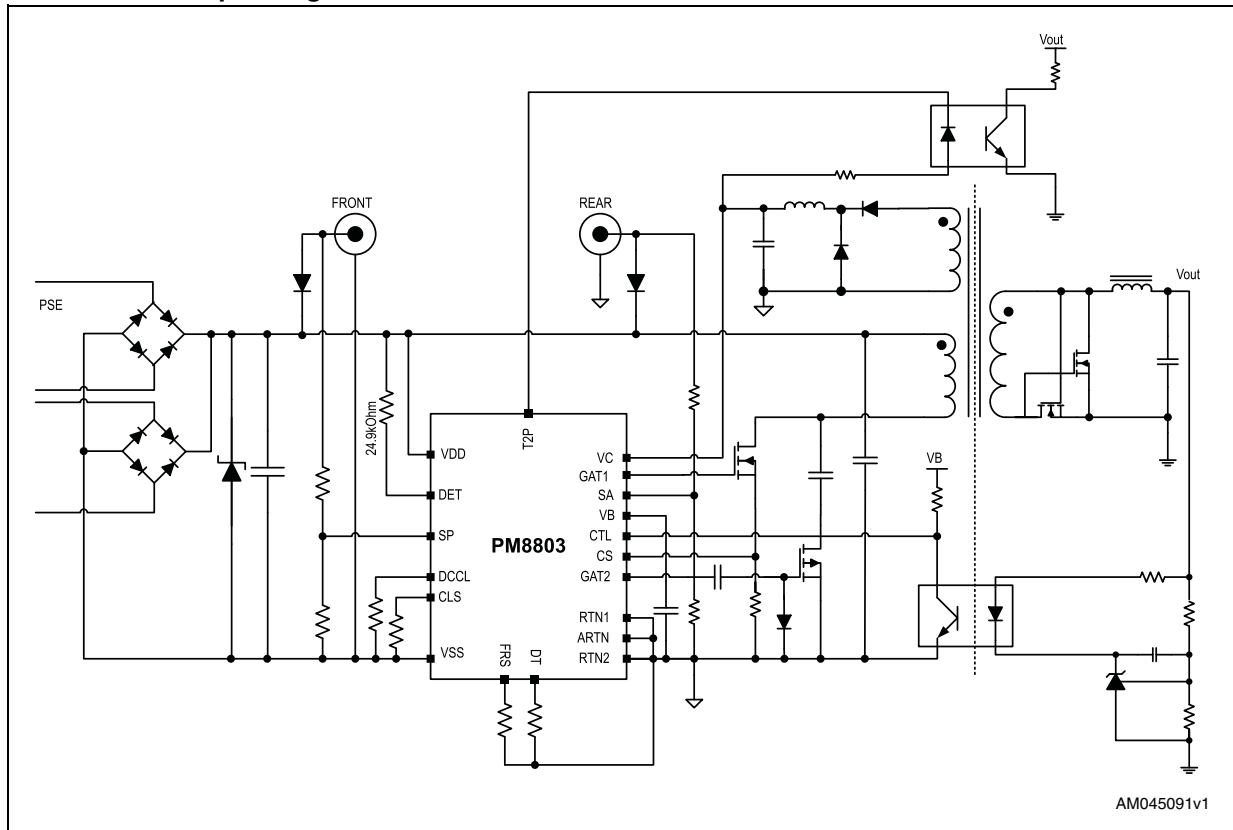 Vout
FRONT
REAR
PSE
Vout
24.9kOhm
T2P
VDD
VC
GAT1
DET
SA
VB
VB
SP
CTL
PM8803
CS
DCCL
GAT2
CLS
RTN1
ARTN
VSS
RTN2
FRS
DT
AM045091v1